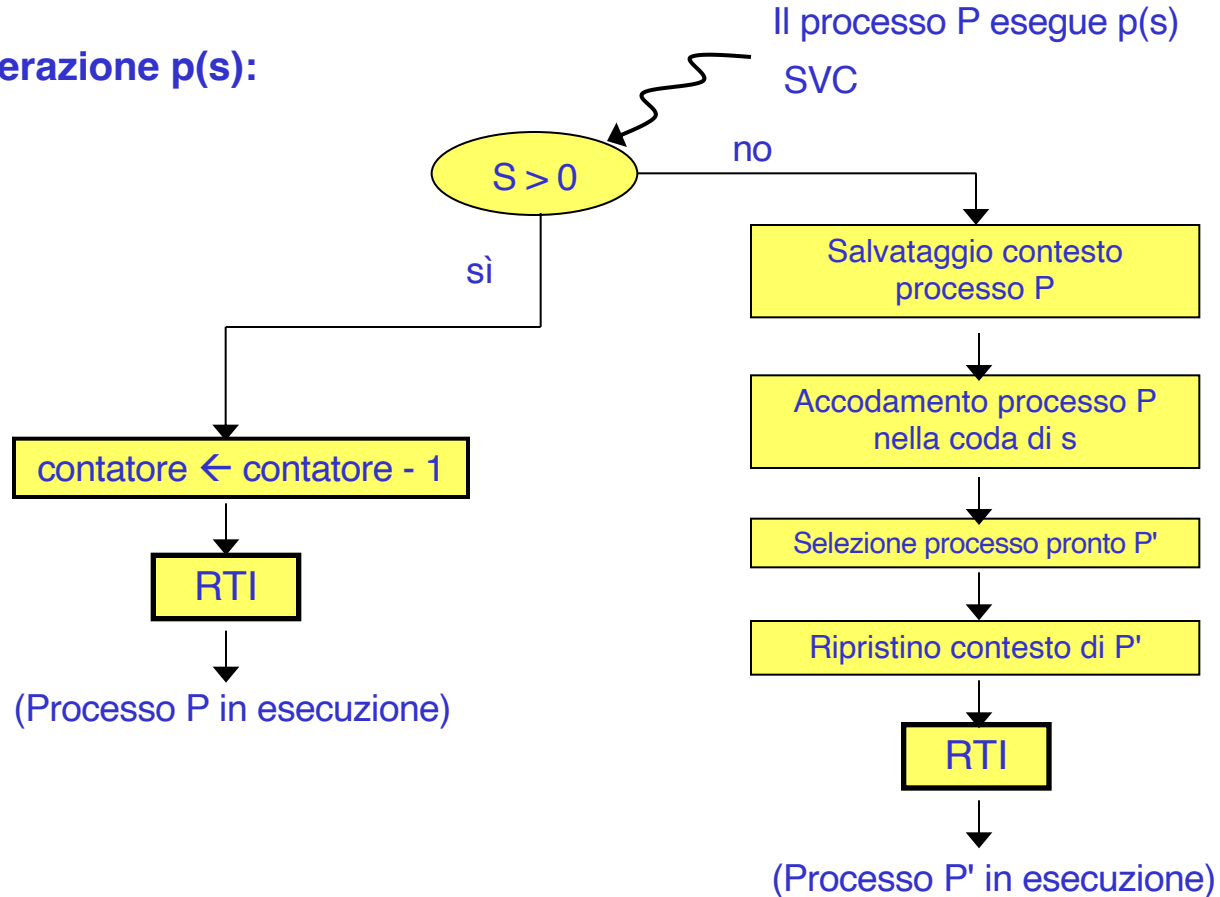 Il processo P esegue p(s)
erazione p(s):
SVC
S > 0
no
sì
Salvataggio contesto
processo P
Accodamento processo P
nella coda di s
contatore ← contatore - 1
Selezione processo pronto P'
RTI
Ripristino contesto di P'
(Processo P in esecuzione)
RTI
(Processo P' in esecuzione)